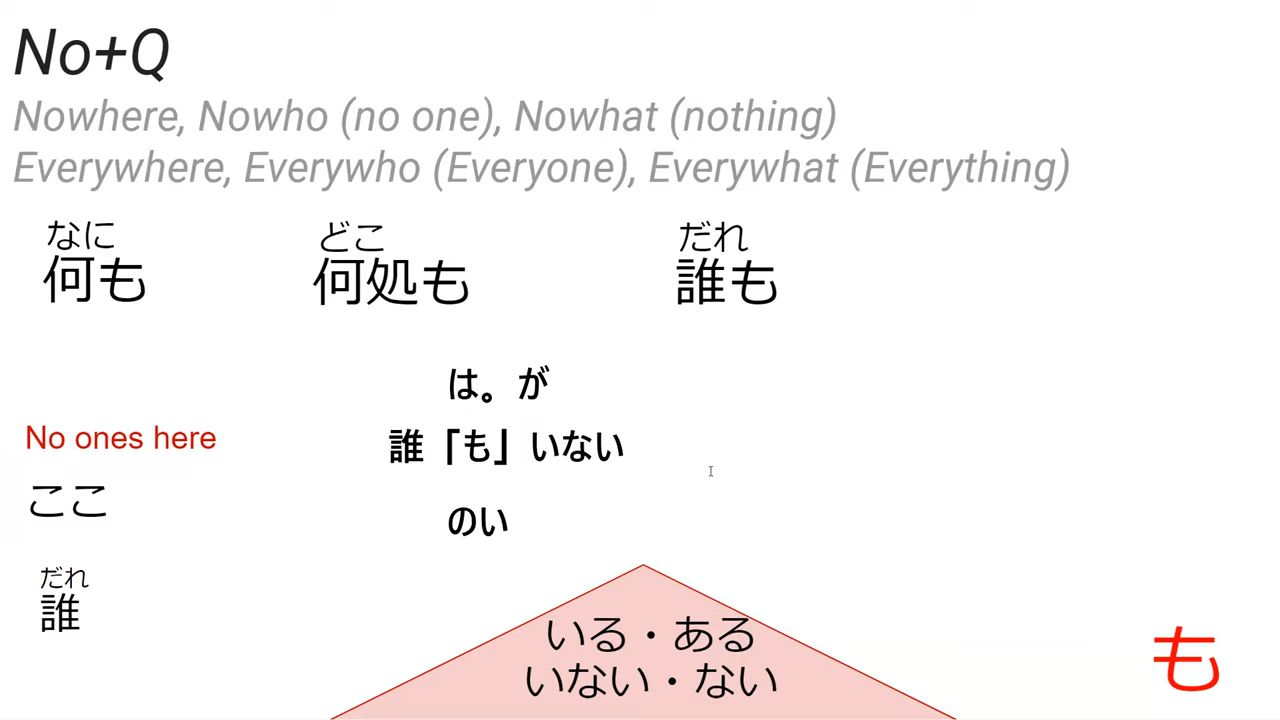 No+Q
Nowhere, Nowho (no one), Nowhat (nothing)
Everywhere, Everywho (Everyone), Everywhat (Everything)
なに どこ だれ
何も 何処も 誰も
は。が
No ones here
誰「も」いない
ここ
のい
だれ
誰
いる・ある
いない・ない
も